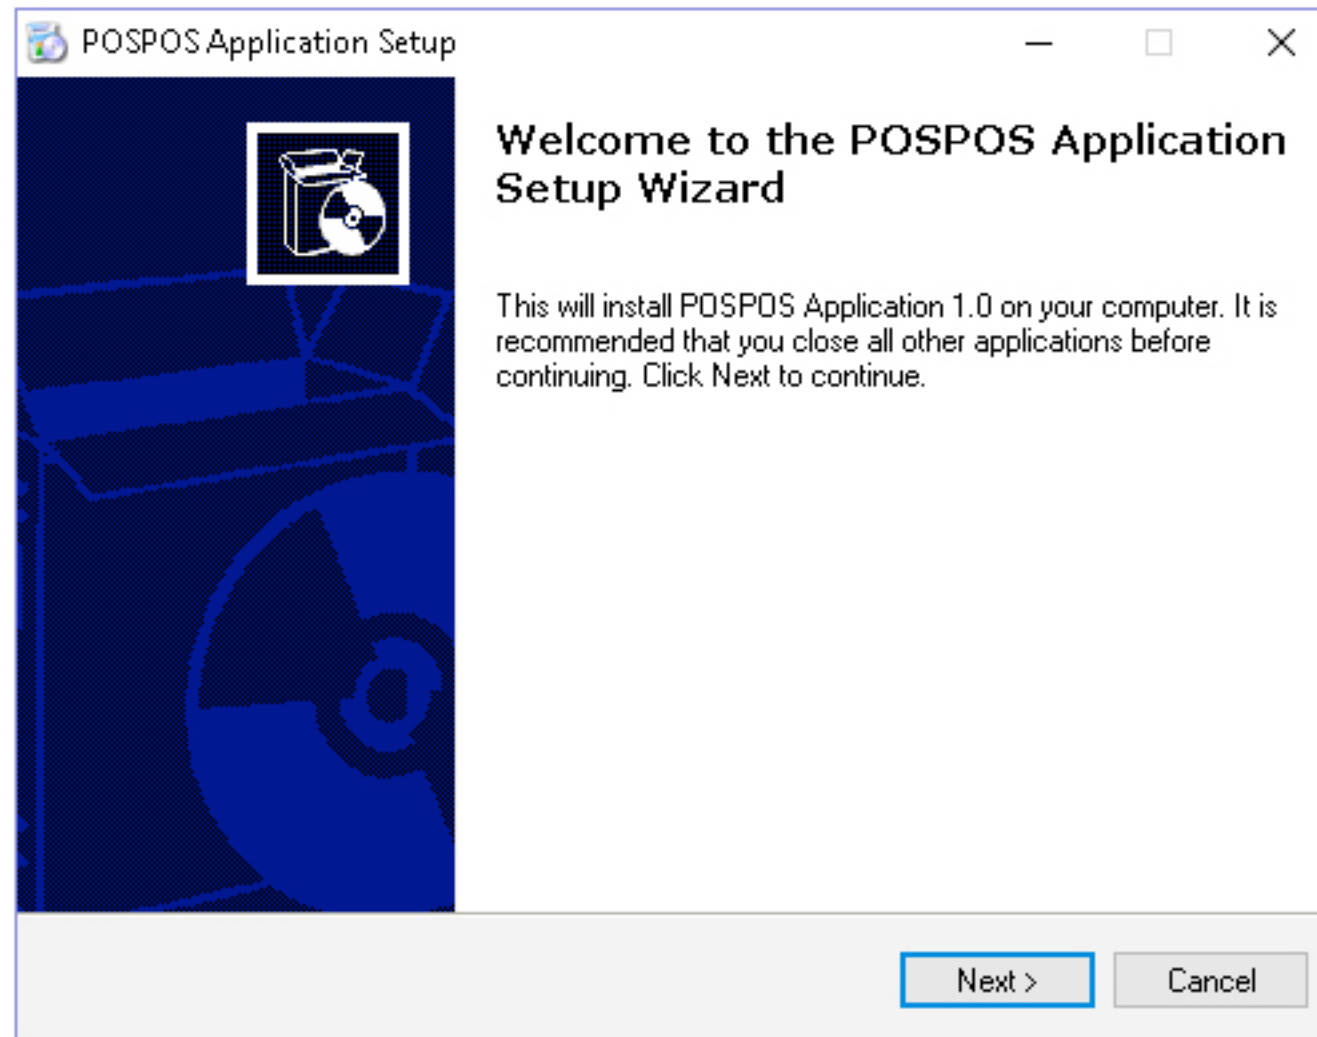 POSPOS Application Setup
Welcome to the POSPOS Application
Setup Wizard
This will install POSPOS Application 1.0 on your computer. It is
recommended that you close all other applications before
continuing. Click Next to continue.
Next >
Cancel